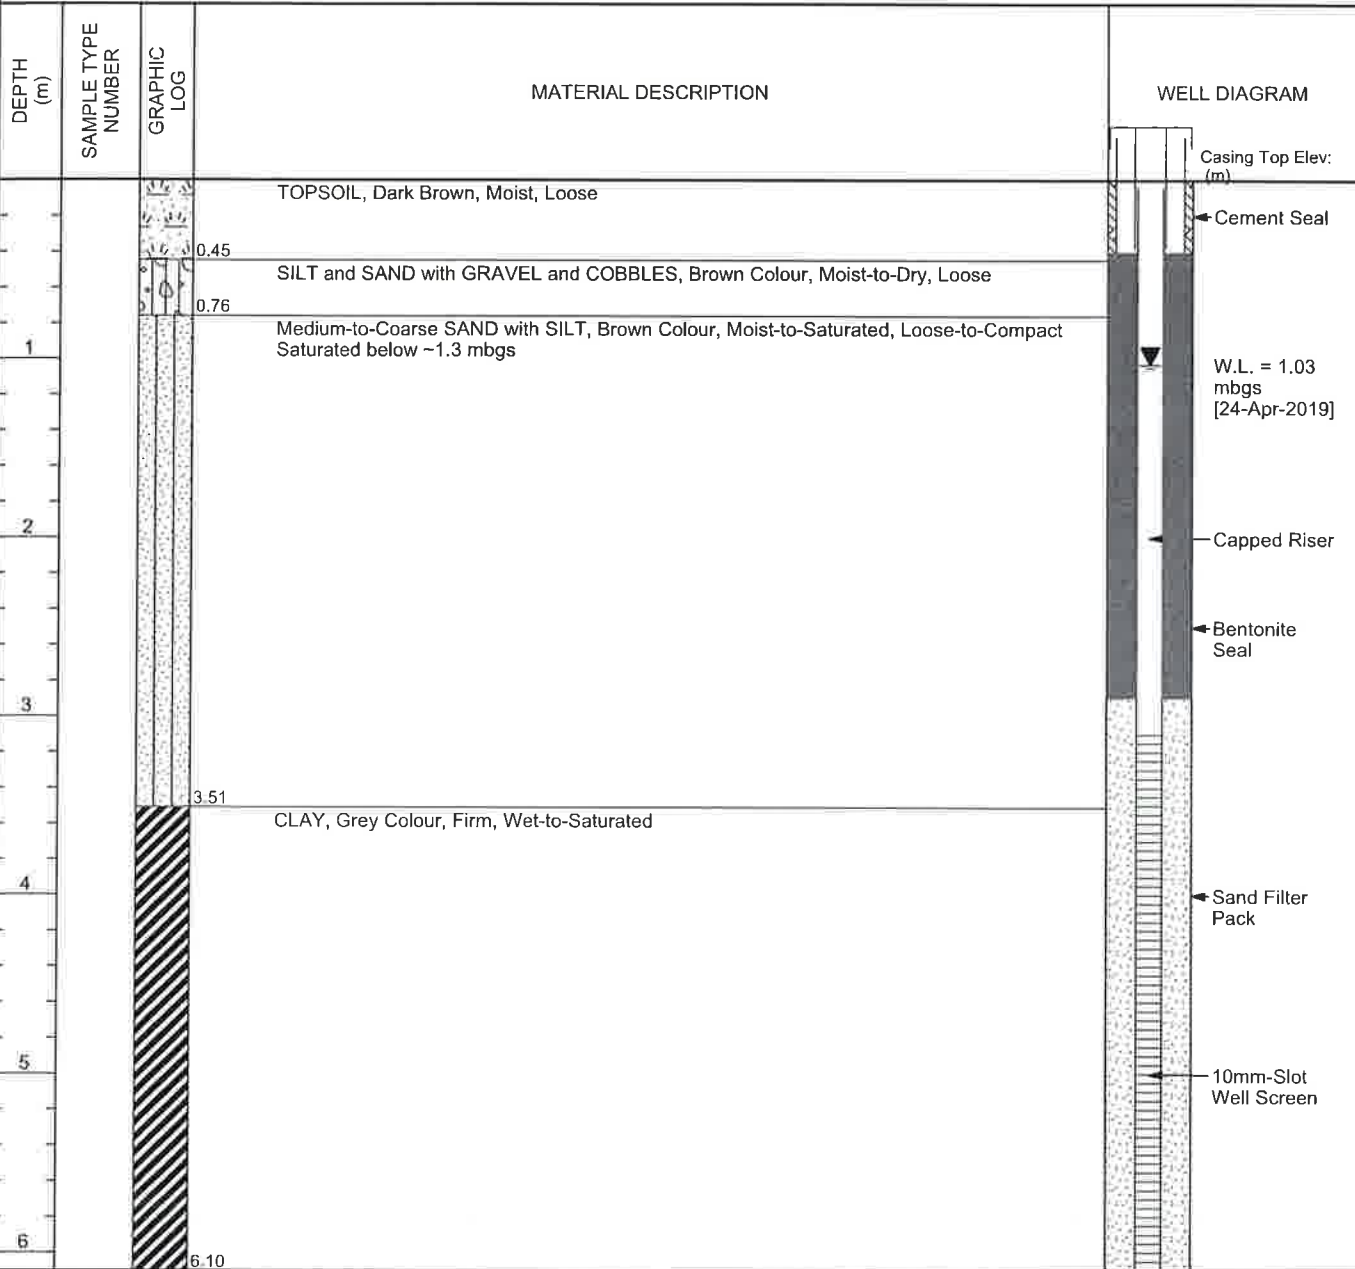 DEPTH
(m)
SAMPLE TYPE
NUMBER
GRAPHIC
LOG
MATERIAL DESCRIPTION
WELL DIAGRAM
Casing Top Elev:
(m)
TOPSOIL, Dark Brown, Moist, Loose
Cement Seal
0.45
SILT and SAND with GRAVEL and COBBLES, Brown Colour, Moist-to-Dry, Loose
0.76
Medium-to-Coarse SAND with SILT, Brown Colour, Moist-to-Saturated, Loose-to-Compact
Saturated below ~1.3 mbgs
1
W.L. = 1.03
mbgs
[24-Apr-2019]
2
Capped Riser
Bentonite
Seal
3
3.51
CLAY, Grey Colour, Firm, Wet-to-Saturated
4
Sand Filter
Pack
5
10mm-Slot
Well Screen
6
6.10